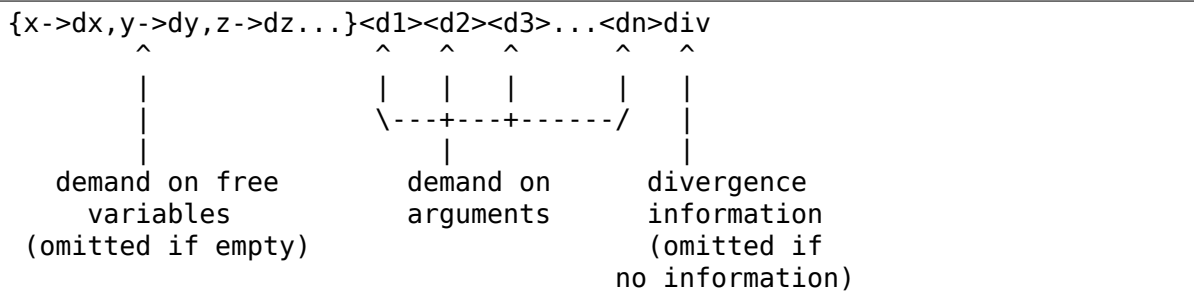 {x->dx,y->dy,z->dz...}<d1><d2><d3>...<dn>div
        ^              ^   ^   ^      ^   ^
        |              |   |   |      |   |
        |              \---+---+------/   |
        |                  |              |
   demand on free        demand on      divergence
     variables           arguments      information
 (omitted if empty)                     (omitted if
                                      no information)